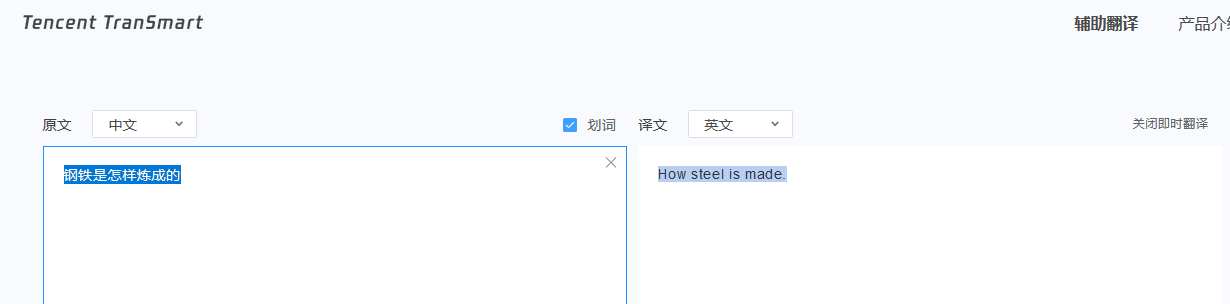 Tencent TranSmart
辅助翻译 产品介
原文 中文 划词 译文 英文 关闭即时翻译
钢铁是怎样炼成的 How steel is made.